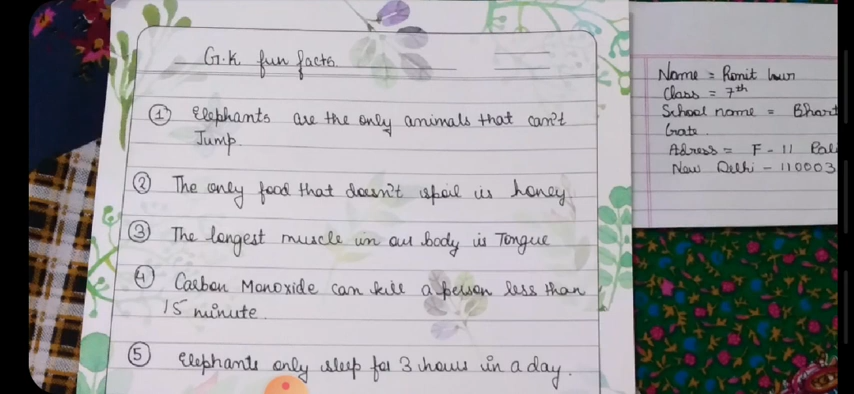 G.K fun facts.
① Elephants are the only animals that can't
Jump.
② The only food that doesn't spoil is honey.
③ The longest muscle in our body is Tongue
④ Carbon Monoxide can kill a person less than
15 minute.
⑤ Elephants only sleep for 3 hours in a day.
Name = Ronit
Class = 7th
School name = Bhart
Gate.
Adress = F - 11
New Delhi - 110003